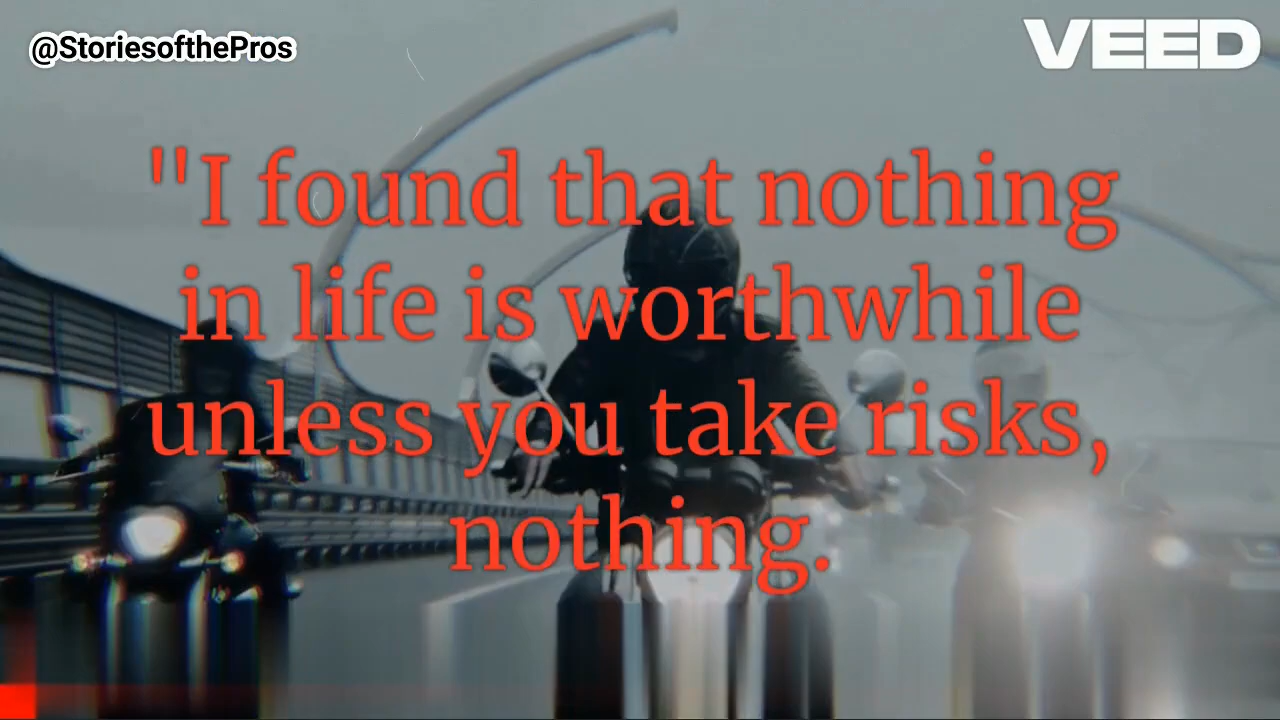 @StoriesofthePros
VEED
"I found that nothing
in life is worthwhile
unless you take risks,
nothing.